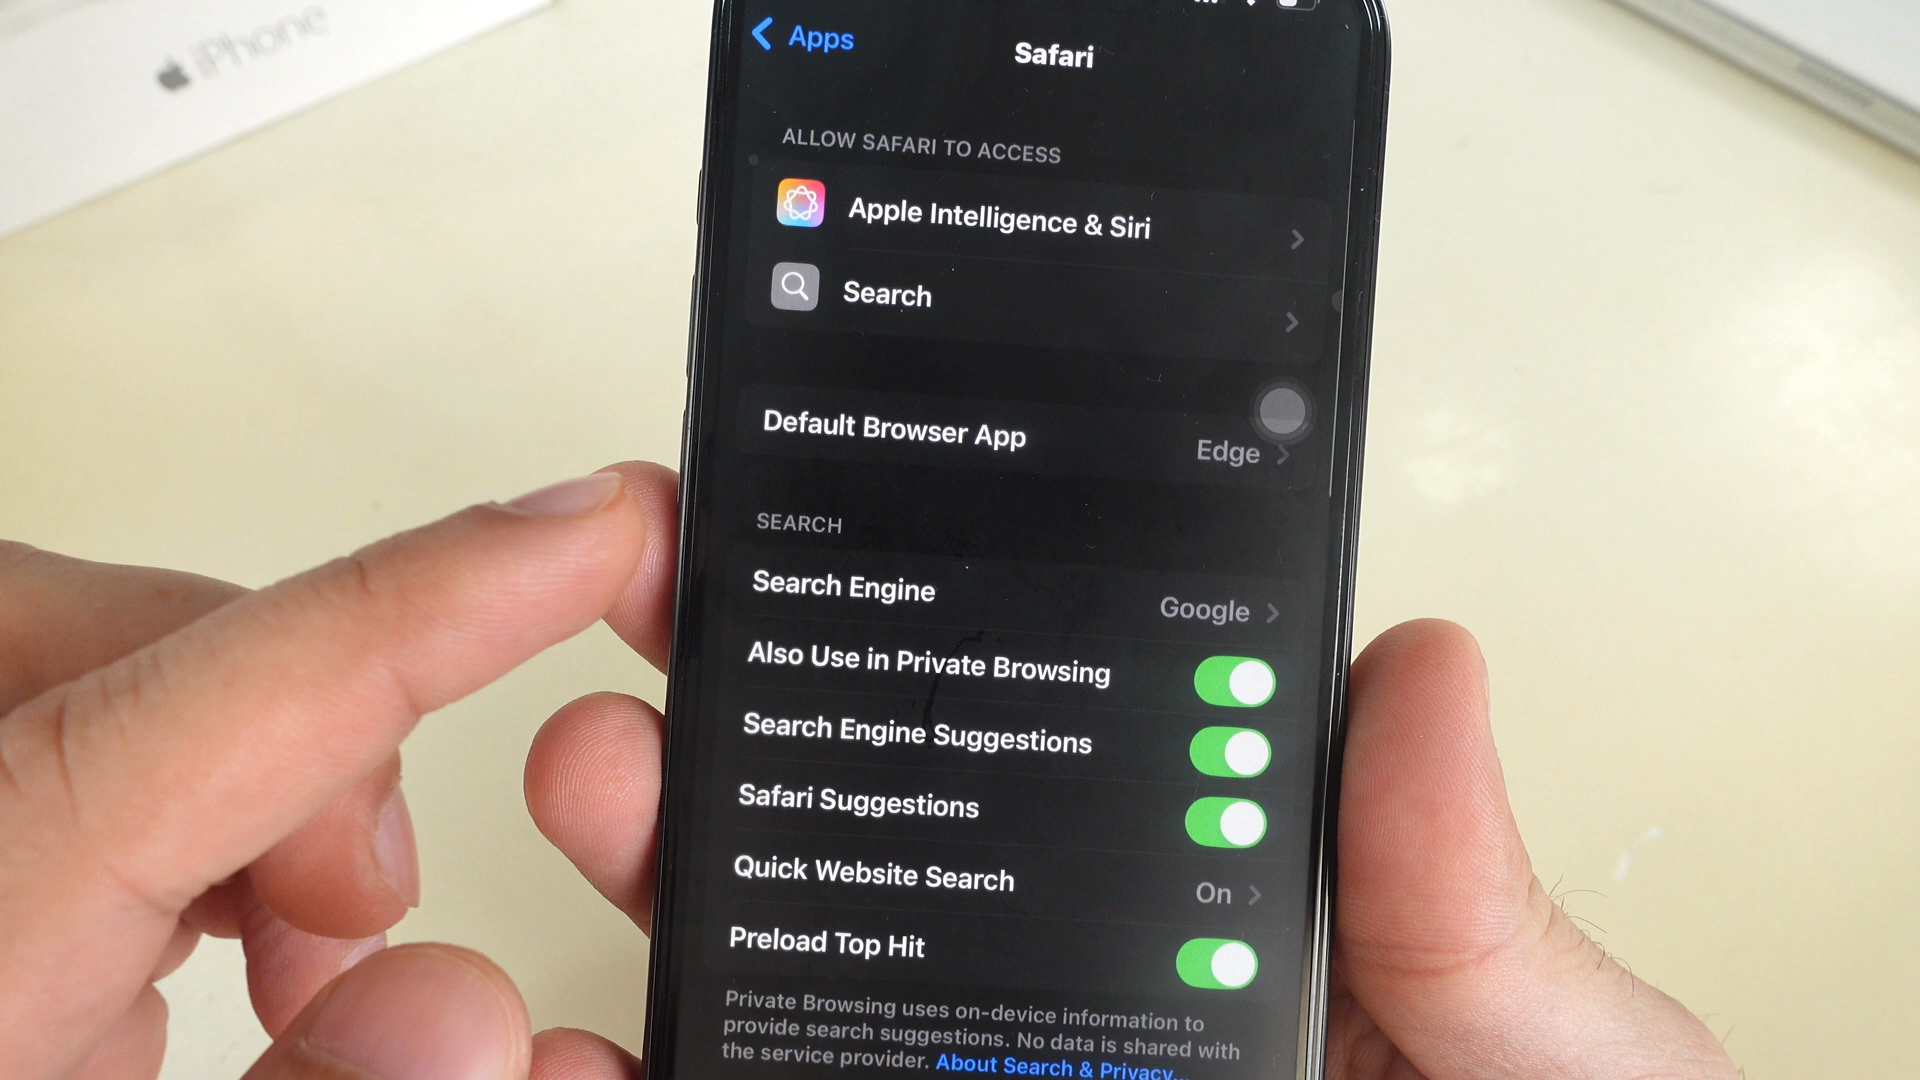 iPhone
Apps
Safari
ALLOW SAFARI TO ACCESS
Apple Intelligence & Siri
Search
Default Browser App
Edge
SEARCH
Search Engine
Google
Also Use in Private Browsing
Search Engine Suggestions
Safari Suggestions
Quick Website Search
On
Preload Top Hit
Private Browsing uses on-device information to
provide search suggestions. No data is shared with
the service provider. About Search & Privacy...